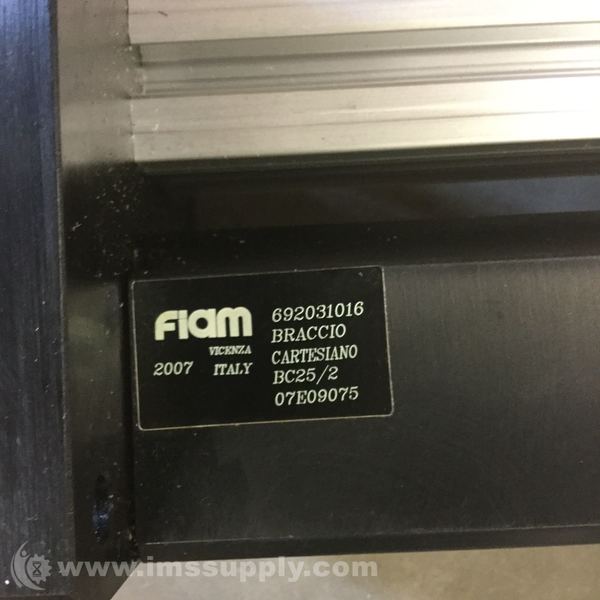 fiam
VICENZA
2007 ITALY
692031016
BRACCIO
CARTESIANO
BC25/2
07E09075
www.imssupply.com